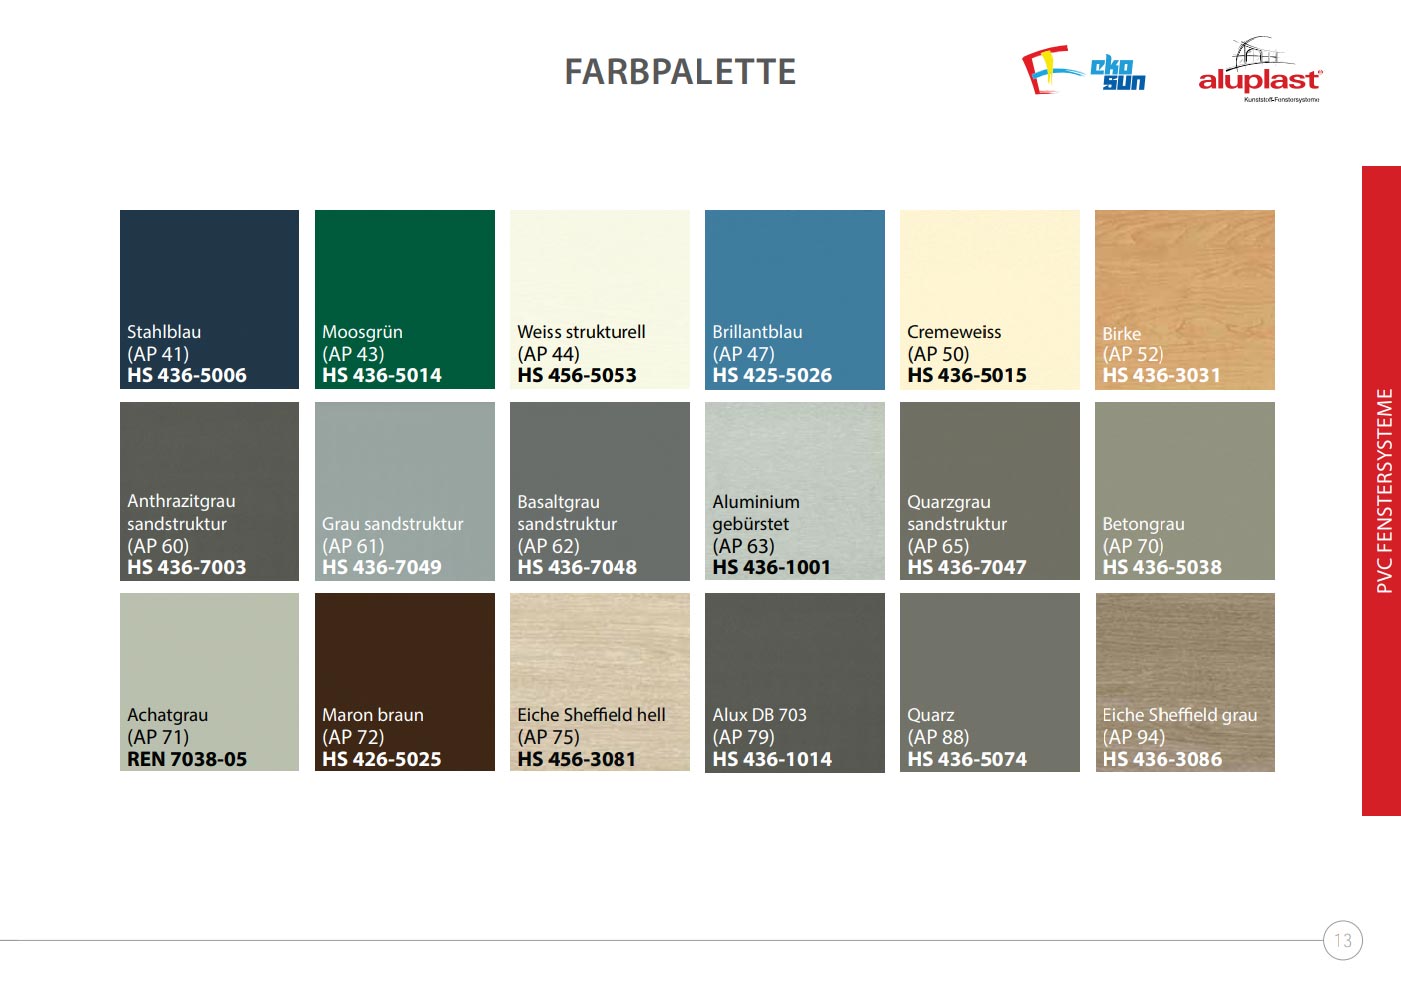 FARBPALETTE
eko
sun
aluplast®
Kunststoff-Fenstersysteme
Stahlblau
(AP 41)
HS 436-5006
Moosgrün
(AP 43)
HS 436-5014
Weiss strukturell
(AP 44)
HS 456-5053
Brillantblau
(AP 47)
HS 425-5026
Cremeweiss
(AP 50)
HS 436-5015
Birke
(AP 52)
HS 436-3031
Anthrazitgrau
sandstruktur
(AP 60)
HS 436-7003
Grau sandstruktur
(AP 61)
HS 436-7049
Basaltgrau
sandstruktur
(AP 62)
HS 436-7048
Aluminium
gebürstet
(AP 63)
HS 436-1001
Quarzgrau
sandstruktur
(AP 65)
HS 436-7047
Betongrau
(AP 70)
HS 436-5038
Achatgrau
(AP 71)
REN 7038-05
Maron braun
(AP 72)
HS 426-5025
Eiche Sheffield hell
(AP 75)
HS 456-3081
Alux DB 703
(AP 79)
HS 436-1014
Quarz
(AP 88)
HS 436-5074
Eiche Sheffield grau
(AP 94)
HS 436-3086
PVC FENSTERSYSTEME
13